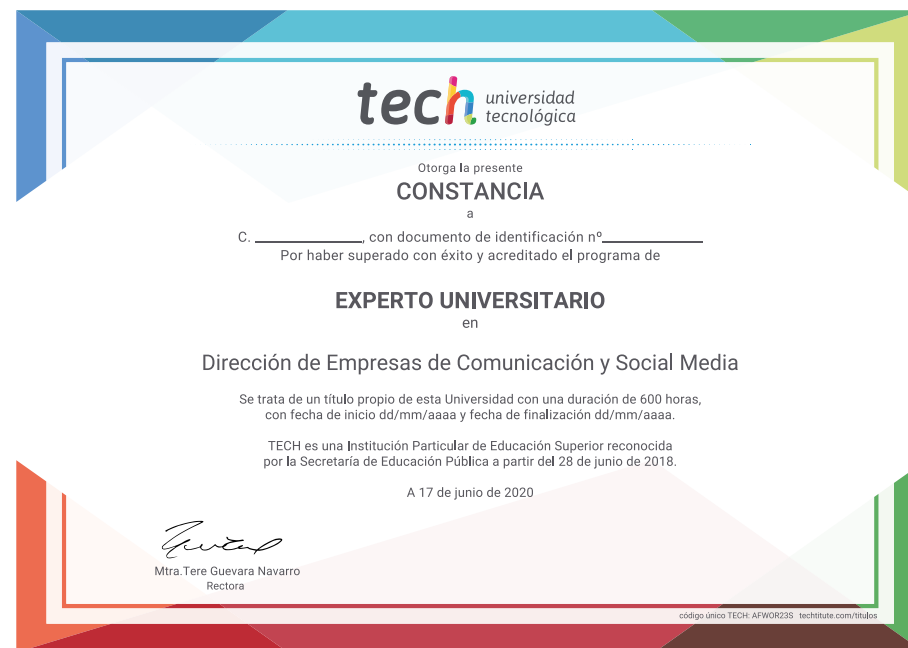 tech universidad
tecnológica
Otorga la presente
CONSTANCIA
a
C. ____________, con documento de identificación nº____________
Por haber superado con éxito y acreditado el programa de
EXPERTO UNIVERSITARIO
en
Dirección de Empresas de Comunicación y Social Media
Se trata de un título propio de esta Universidad con una duración de 600 horas,
con fecha de inicio dd/mm/aaaa y fecha de finalización dd/mm/aaaa.
TECH es una Institución Particular de Educación Superior reconocida
por la Secretaría de Educación Pública a partir del 28 de junio de 2018.
A 17 de junio de 2020
Mtra.Tere Guevara Navarro
Rectora
código único TECH: AFWOR23S techtitute.com/titulos